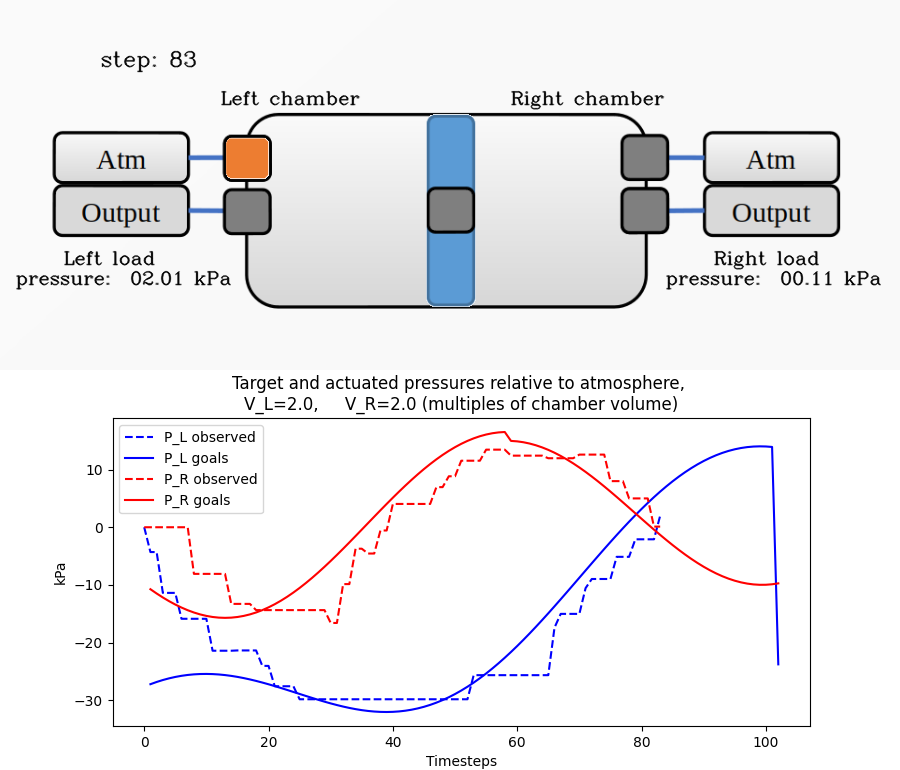 step: 83
Left chamber
Right chamber
Atm
Atm
Output
Output
Left load
pressure: 02.01 kPa
Right load
pressure: 00.11 kPa
Target and actuated pressures relative to atmosphere,
V_L=2.0, V_R=2.0 (multiples of chamber volume)
P_L observed
P_L goals
P_R observed
P_R goals
kPa
10
0
−10
−20
−30
0 20 40 60 80 100
Timesteps